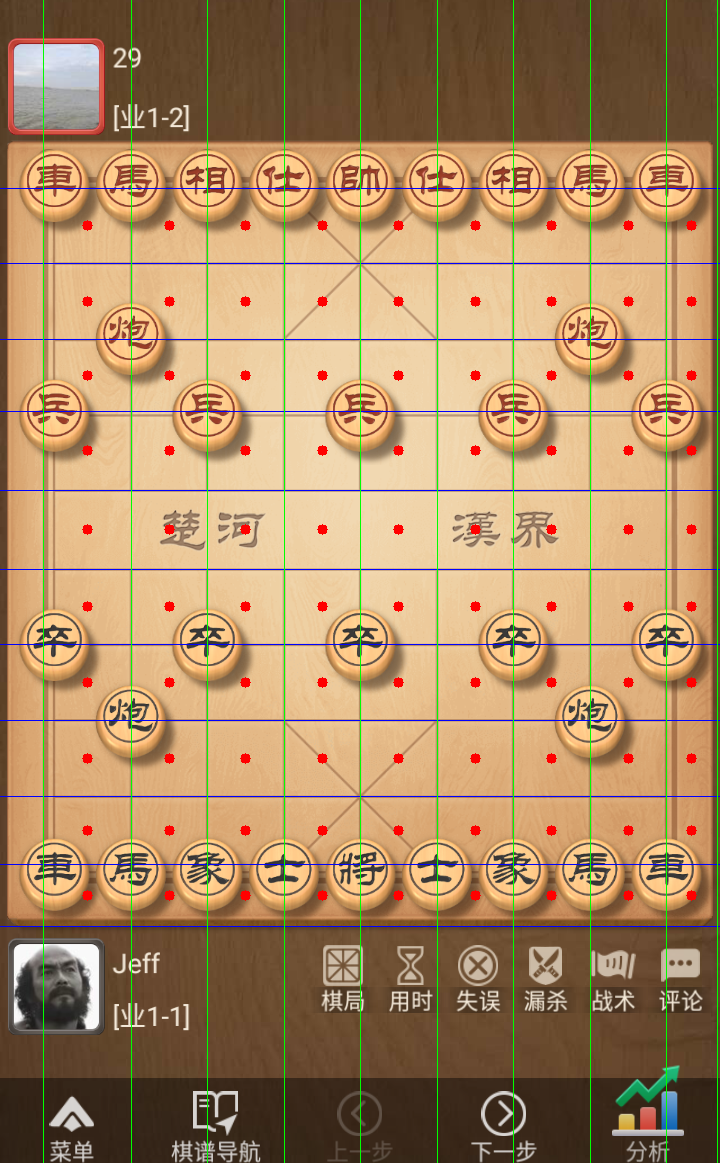 29
[业1-2]
車 馬 相 仕 帥 仕 相 馬 車
炮 炮
兵 兵 兵 兵 兵
楚河 漢界
卒 卒 卒 卒 卒
炮 炮
車 馬 象 士 將 士 象 馬 車
Jeff
[业1-1]
棋局 用时 失误 漏杀 战术 评论
菜单 棋谱导航 上一步 下一步 分析